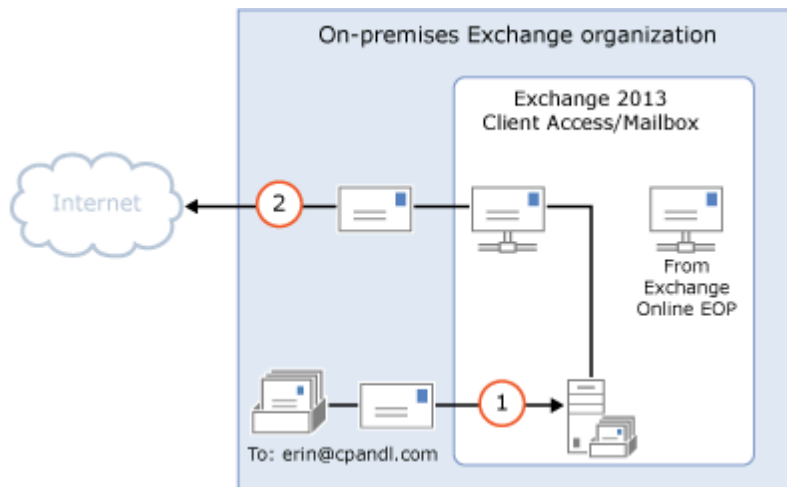 On-premises Exchange organization
Exchange 2013
Client Access/Mailbox
Internet
2
From
Exchange
Online EOP
1
To: erin@cpandl.com